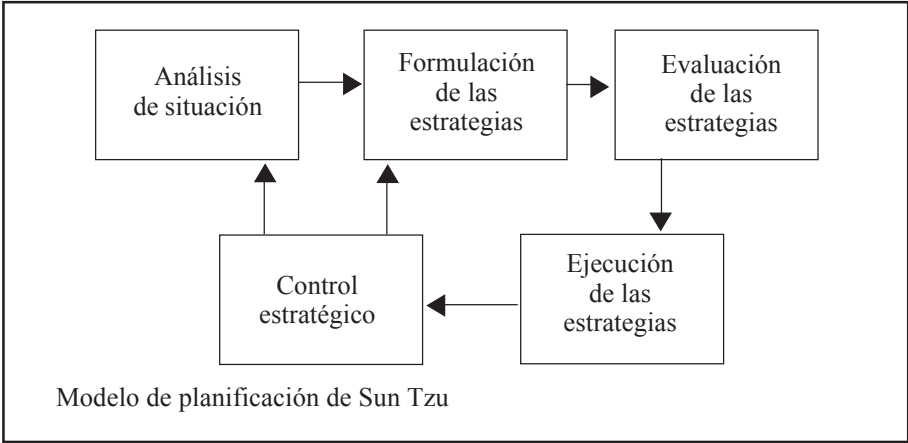 Análisis
de situación
Formulación
de las
estrategias
Evaluación
de las
estrategias
Ejecución
de las
estrategias
Control
estratégico
Modelo de planificación de Sun Tzu